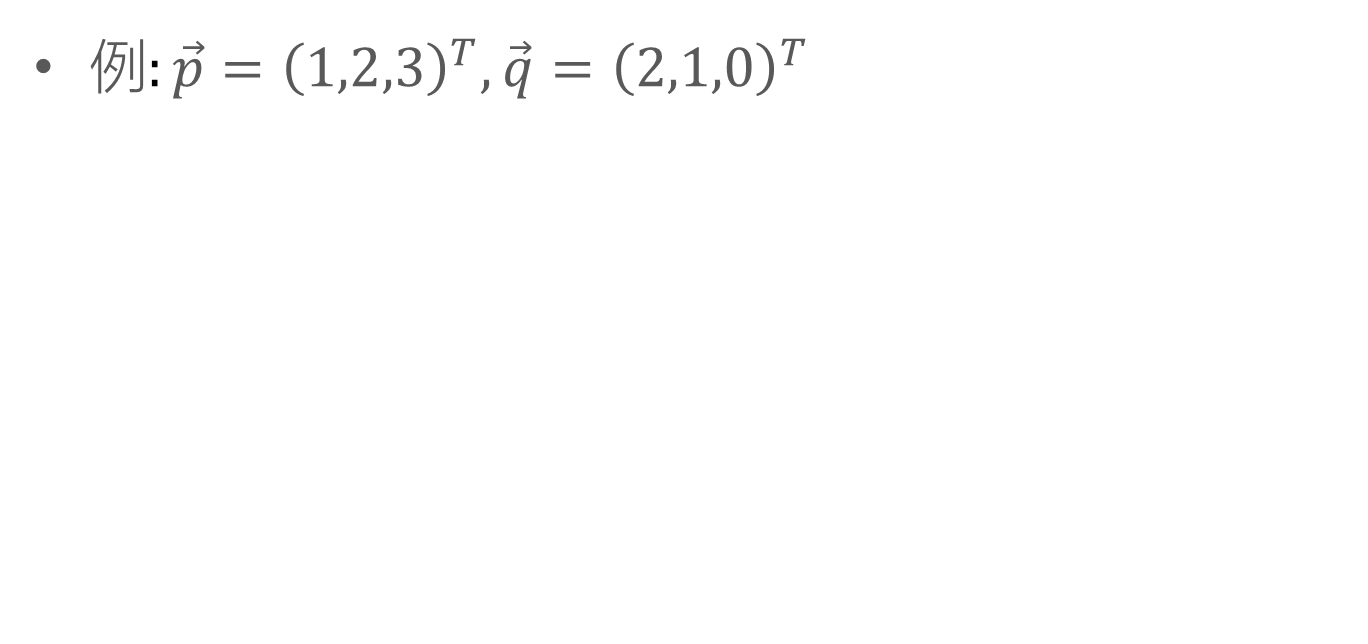 • 例: p⃗ = (1,2,3)ᵀ, q⃗ = (2,1,0)ᵀ